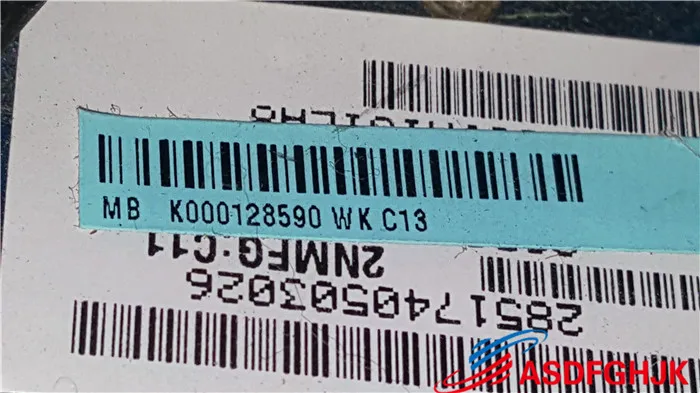 MB K000128590 WK C13
2NMFG:C11
2851740503026
ASDFGHJK